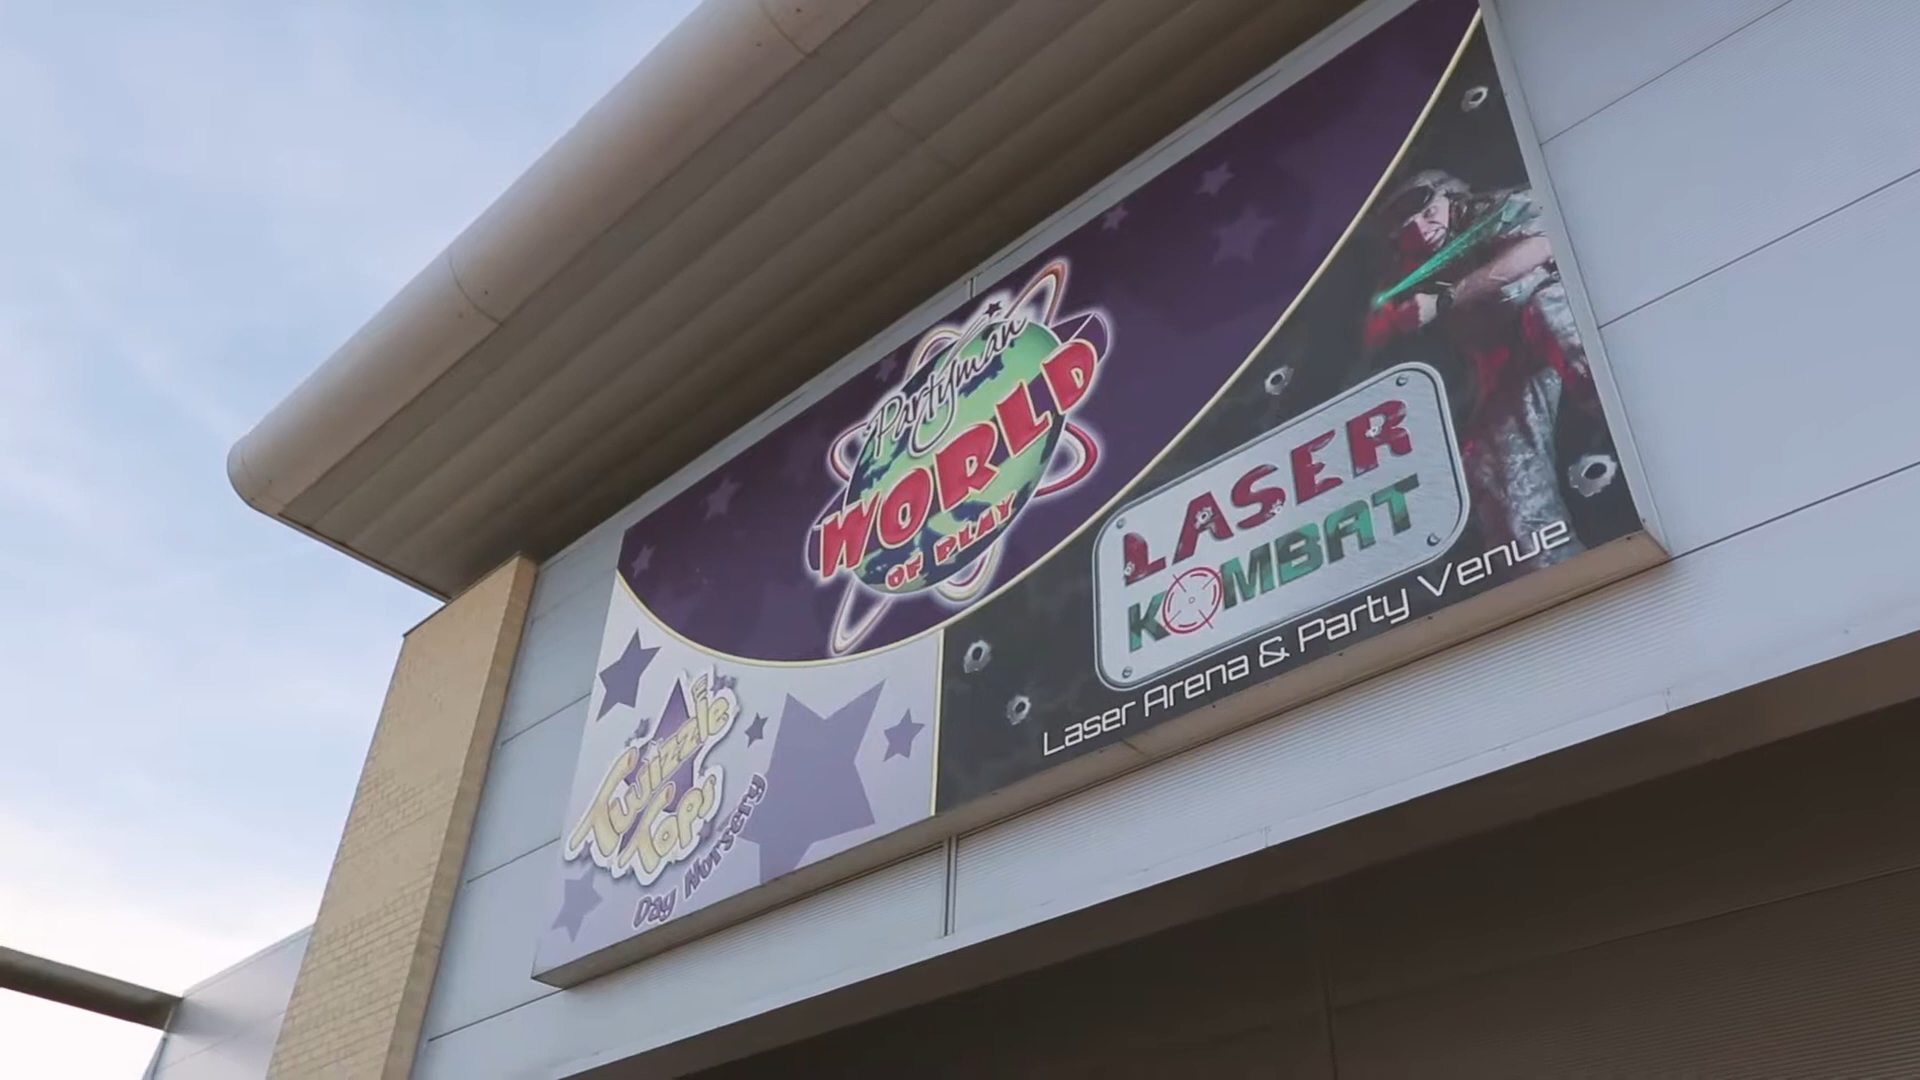 Partyman
WORLD
OF PLAY
LASER
KOMBAT
Laser Arena & Party Venue
Twizzle
Tops
Day Nursery